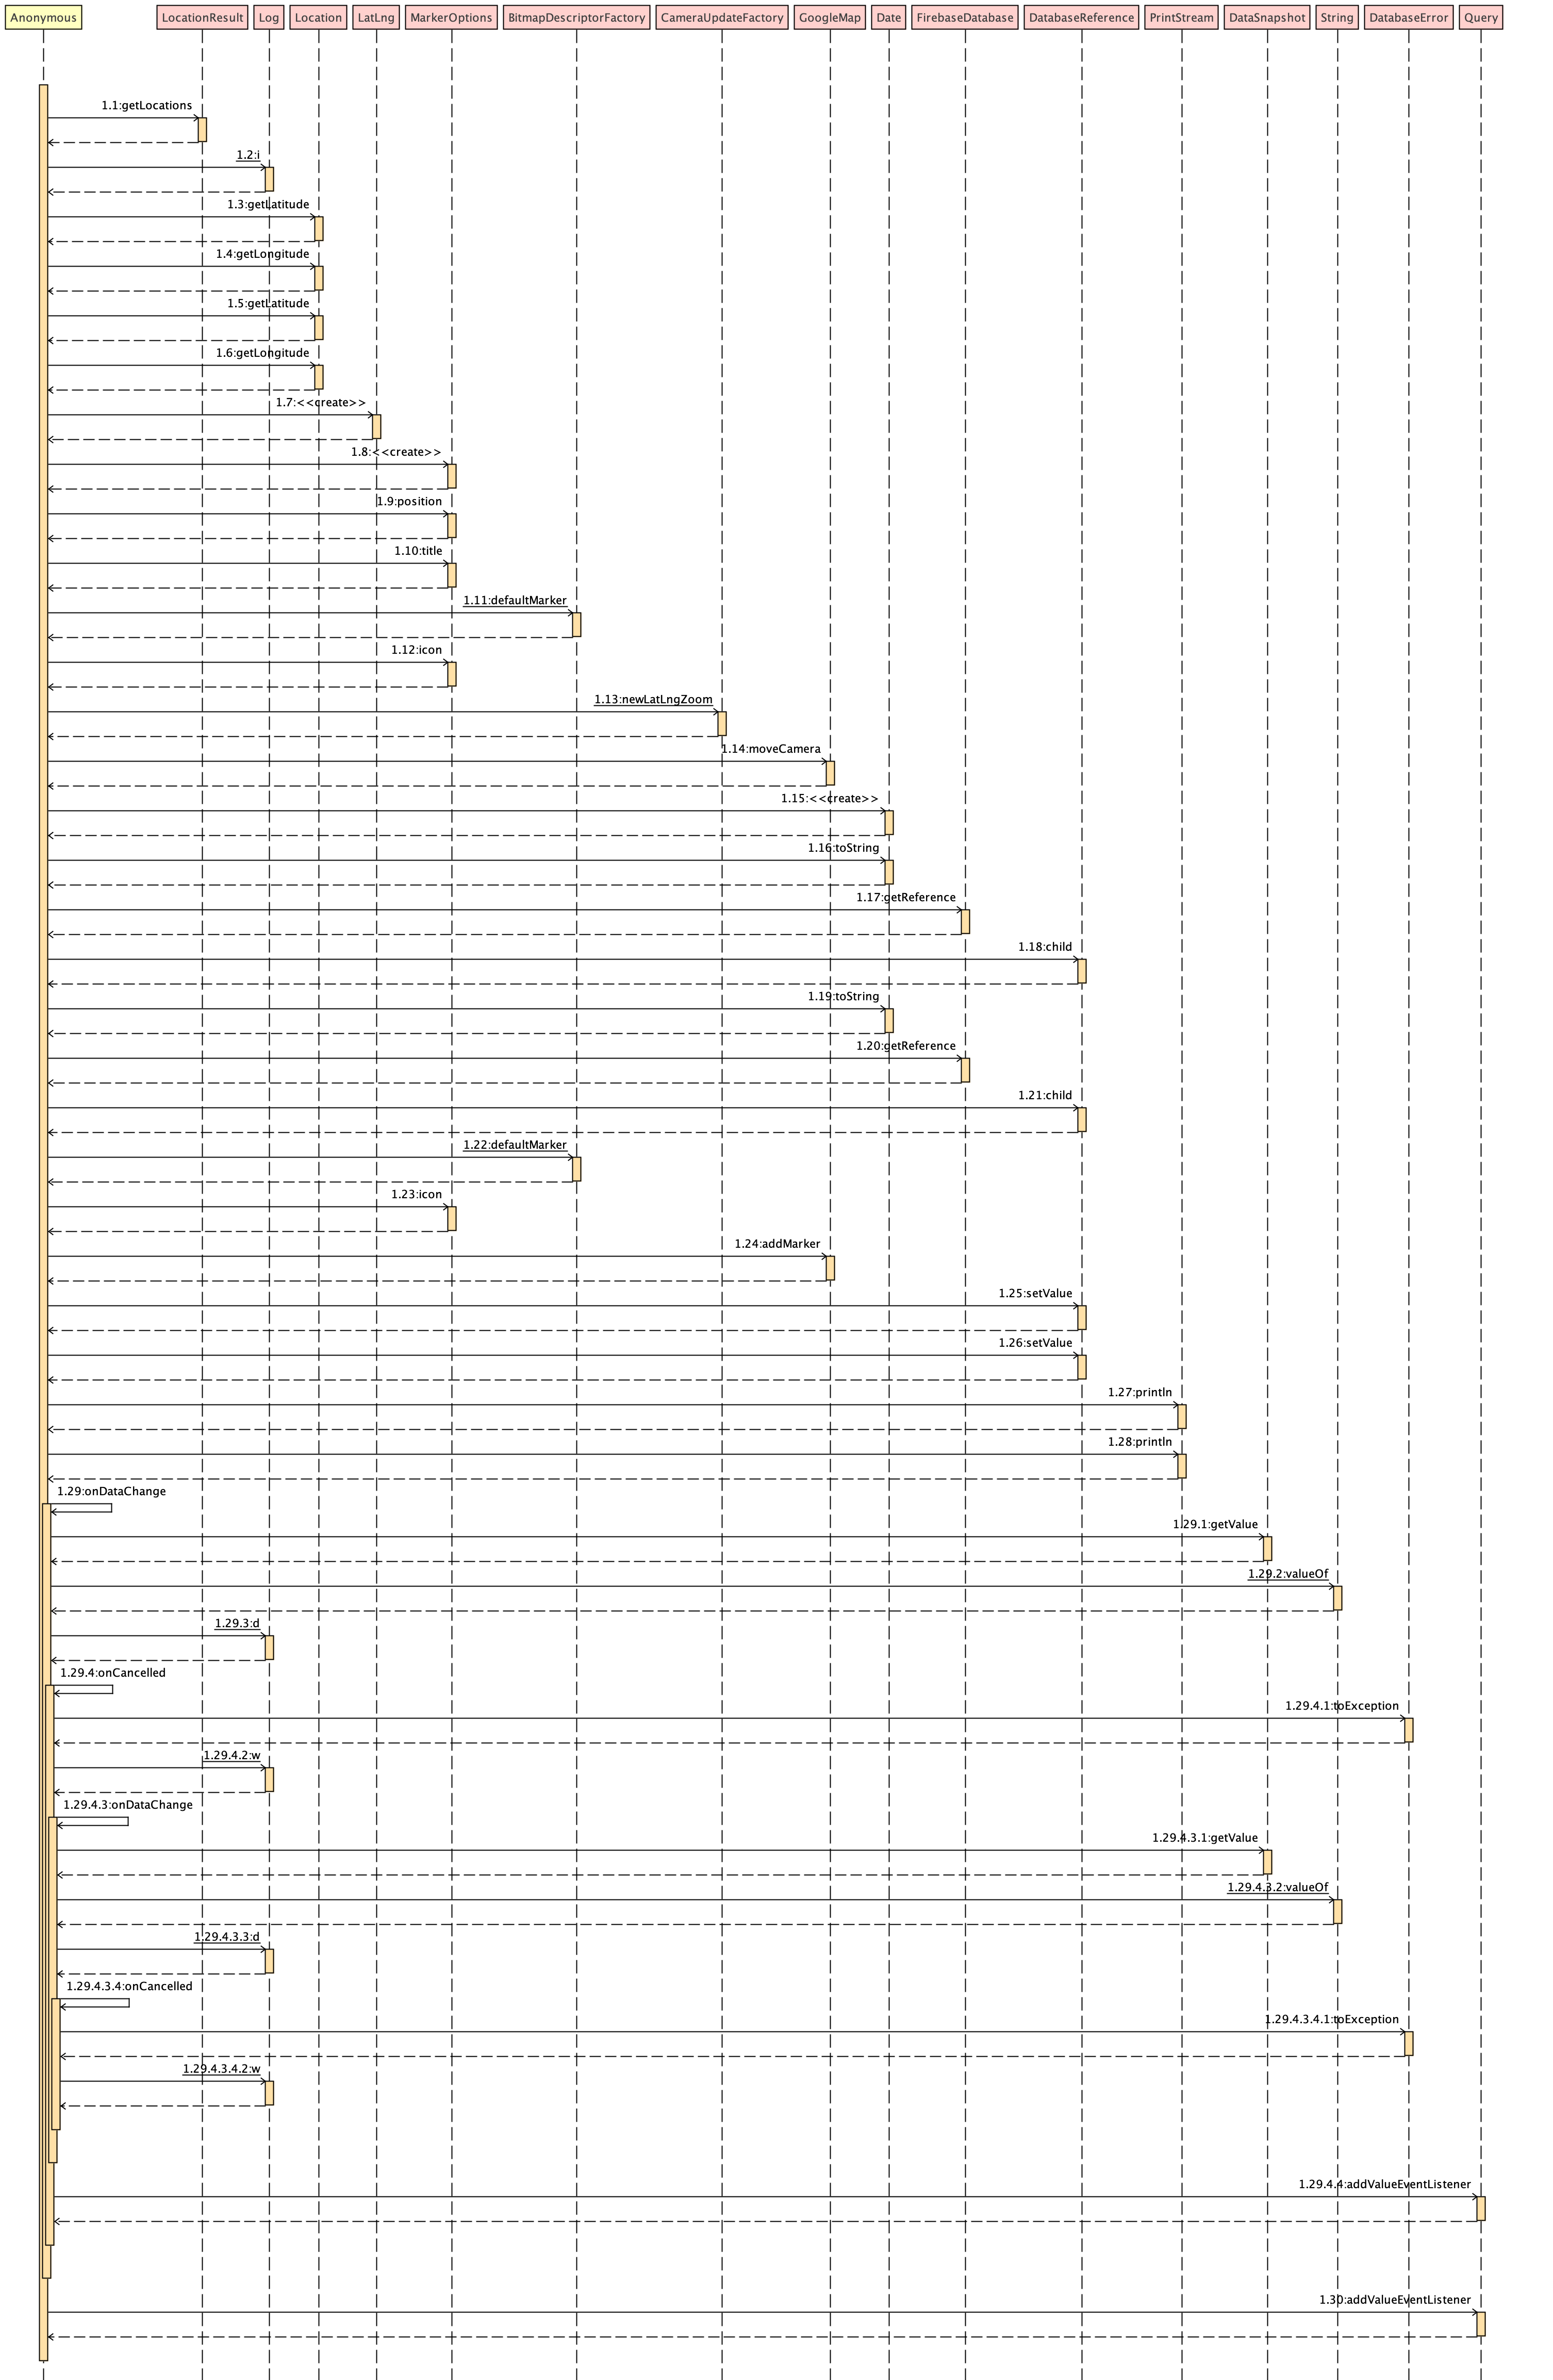 Anonymous
LocationResult
Log
Location
LatLng
MarkerOptions
BitmapDescriptorFactory
CameraUpdateFactory
GoogleMap
Date
FirebaseDatabase
DatabaseReference
PrintStream
DataSnapshot
String
DatabaseError
Query
1.1:getLocations
1.2:i
1.3:getLatitude
1.4:getLongitude
1.5:getLatitude
1.6:getLongitude
1.7:<<create>>
1.8:<<create>>
1.9:position
1.10:title
1.11:defaultMarker
1.12:icon
1.13:newLatLngZoom
1.14:moveCamera
1.15:<<create>>
1.16:toString
1.17:getReference
1.18:child
1.19:toString
1.20:getReference
1.21:child
1.22:defaultMarker
1.23:icon
1.24:addMarker
1.25:setValue
1.26:setValue
1.27:println
1.28:println
1.29:onDataChange
1.29.1:getValue
1.29.2:valueOf
1.29.3:d
1.29.4:onCancelled
1.29.4.1:toException
1.29.4.2:w
1.29.4.3:onDataChange
1.29.4.3.1:getValue
1.29.4.3.2:valueOf
1.29.4.3.3:d
1.29.4.3.4:onCancelled
1.29.4.3.4.1:toException
1.29.4.3.4.2:w
1.29.4.4:addValueEventListener
1.30:addValueEventListener